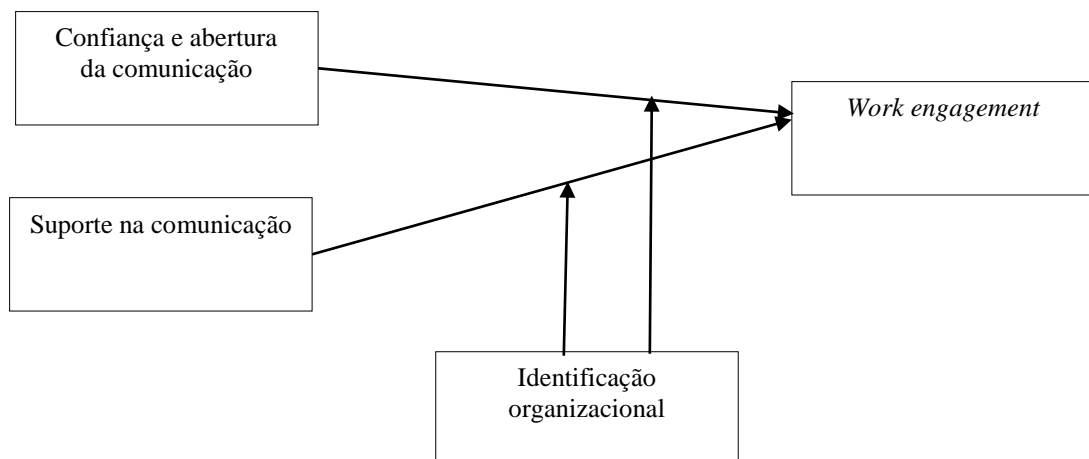 Confiança e abertura
da comunicação
Work engagement
Suporte na comunicação
Identificação
organizacional